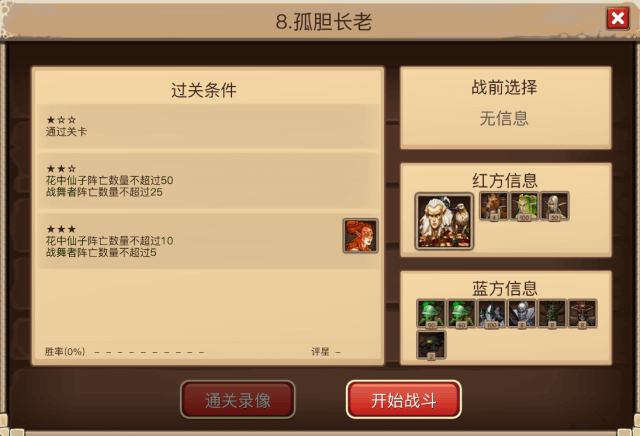 8.孤胆长老
过关条件
★☆☆
通过关卡
★★☆
花中仙子阵亡数量不超过50
战舞者阵亡数量不超过25
★★★
花中仙子阵亡数量不超过10
战舞者阵亡数量不超过5
胜率(0%) - - - - - - - - - -
评星 -
战前选择
无信息
红方信息
4 100 50
蓝方信息
100
通关录像
开始战斗